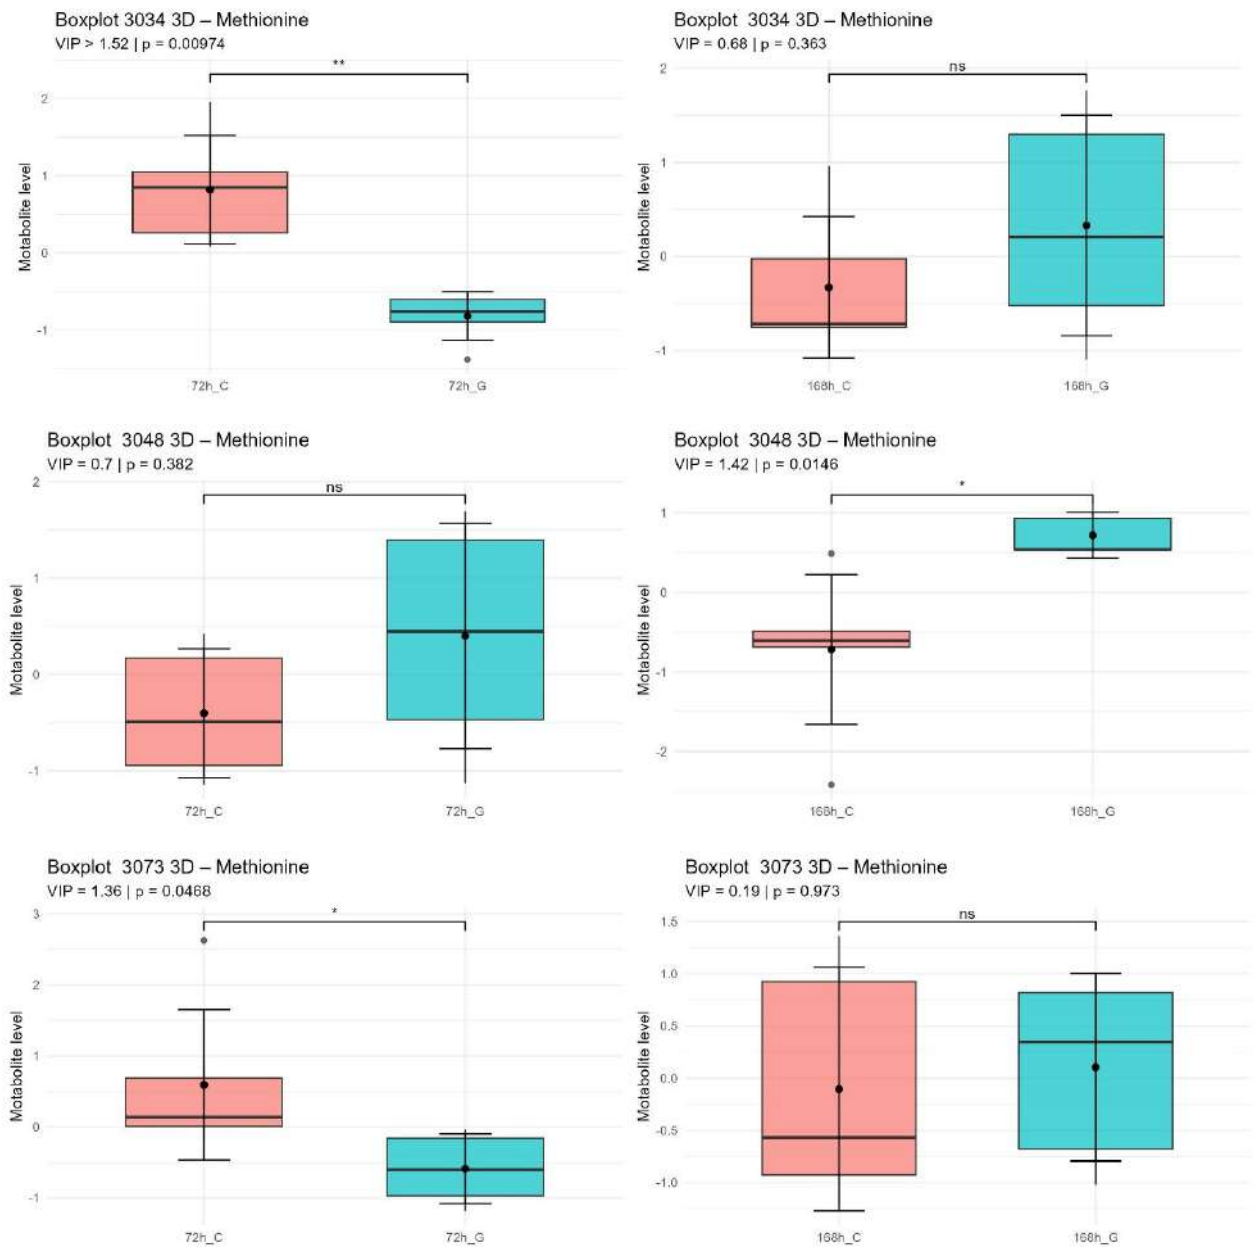 Boxplot 3034 3D – Methionine
VIP > 1.52 | p = 0.00974
**
2
1
0
-1
Motabolite level
72h_C
72h_G
Boxplot 3034 3D – Methionine
VIP = 0.68 | p = 0.363
ns
2
1
0
-1
Motabolite level
168h_C
168h_G
Boxplot 3048 3D – Methionine
VIP = 0.7 | p = 0.382
ns
2
1
0
-1
Motabolite level
72h_C
72h_G
Boxplot 3048 3D – Methionine
VIP = 1.42 | p = 0.0146
*
1
0
-1
-2
Motabolite level
168h_C
168h_G
Boxplot 3073 3D – Methionine
VIP = 1.36 | p = 0.0468
*
3
2
1
0
-1
Motabolite level
72h_C
72h_G
Boxplot 3073 3D – Methionine
VIP = 0.19 | p = 0.973
ns
1.5
1.0
0.5
0.0
-0.5
-1.0
Motabolite level
168h_C
168h_G